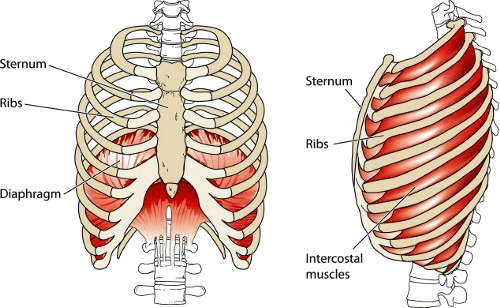 Sternum
Ribs
Diaphragm
Sternum
Ribs
Intercostal
muscles